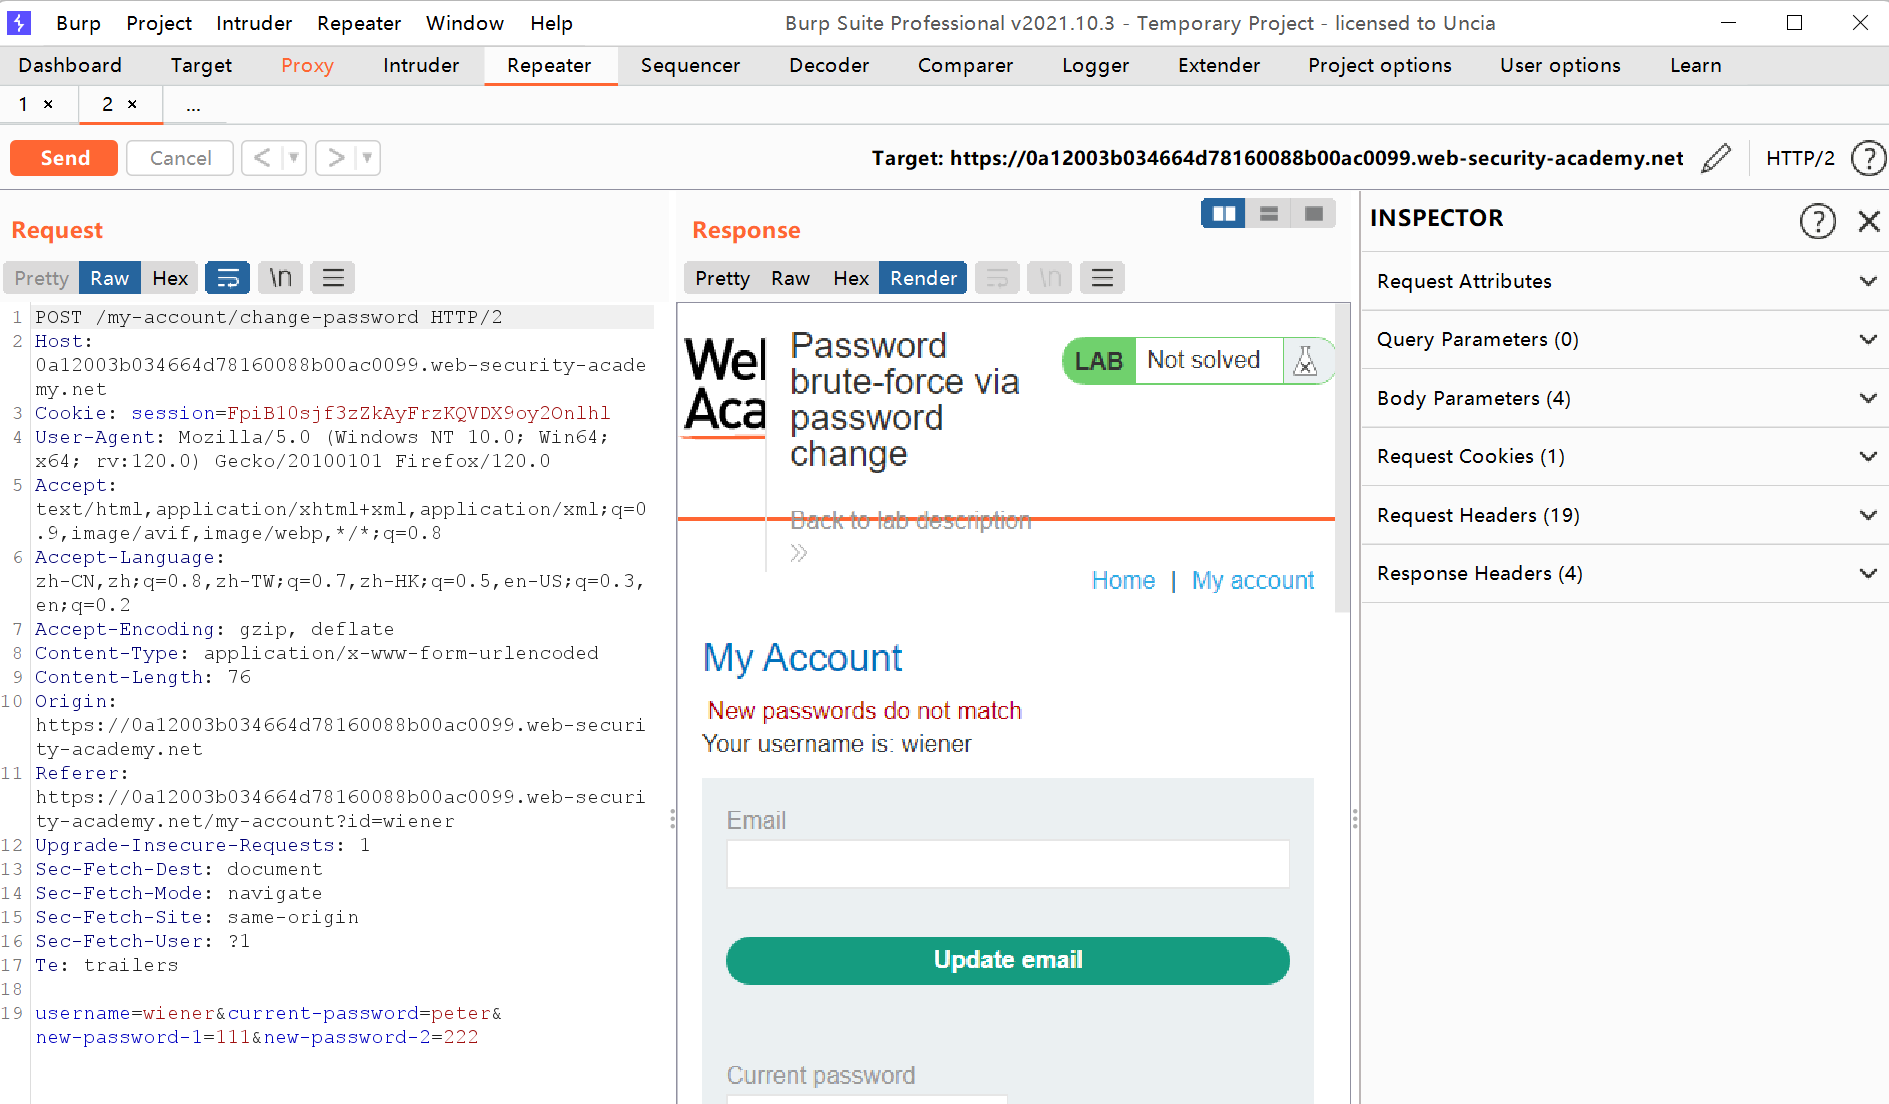 Burp Project Intruder Repeater Window Help Burp Suite Professional v2021.10.3 - Temporary Project - licensed to Uncia
Dashboard Target Proxy Intruder Repeater Sequencer Decoder Comparer Logger Extender Project options User options Learn
1 × 2 × ...
Send Cancel < > Target: https://0a12003b034664d78160088b00ac0099.web-security-academy.net HTTP/2 ?
Request
Pretty Raw Hex \n
1 POST /my-account/change-password HTTP/2
2 Host:
0a12003b034664d78160088b00ac0099.web-security-acade
my.net
3 Cookie: session=FpiB10sjf3zZkAyFrzKQVDX9oy2Onlhl
4 User-Agent: Mozilla/5.0 (Windows NT 10.0; Win64;
x64; rv:120.0) Gecko/20100101 Firefox/120.0
5 Accept:
text/html,application/xhtml+xml,application/xml;q=0
.9,image/avif,image/webp,*/*;q=0.8
6 Accept-Language:
zh-CN,zh;q=0.8,zh-TW;q=0.7,zh-HK;q=0.5,en-US;q=0.3,
en;q=0.2
7 Accept-Encoding: gzip, deflate
8 Content-Type: application/x-www-form-urlencoded
9 Content-Length: 76
10 Origin:
https://0a12003b034664d78160088b00ac0099.web-securi
ty-academy.net
11 Referer:
https://0a12003b034664d78160088b00ac0099.web-securi
ty-academy.net/my-account?id=wiener
12 Upgrade-Insecure-Requests: 1
13 Sec-Fetch-Dest: document
14 Sec-Fetch-Mode: navigate
15 Sec-Fetch-Site: same-origin
16 Sec-Fetch-User: ?1
17 Te: trailers
18
19 username=wiener&current-password=peter&
new-password-1=111&new-password-2=222
Response
Pretty Raw Hex Render \n
Wel
Aca
Password
brute-force via
password
change
LAB Not solved
Back to lab description
»
Home | My account
My Account
New passwords do not match
Your username is: wiener
Email
Update email
Current password
INSPECTOR ?
Request Attributes
Query Parameters (0)
Body Parameters (4)
Request Cookies (1)
Request Headers (19)
Response Headers (4)